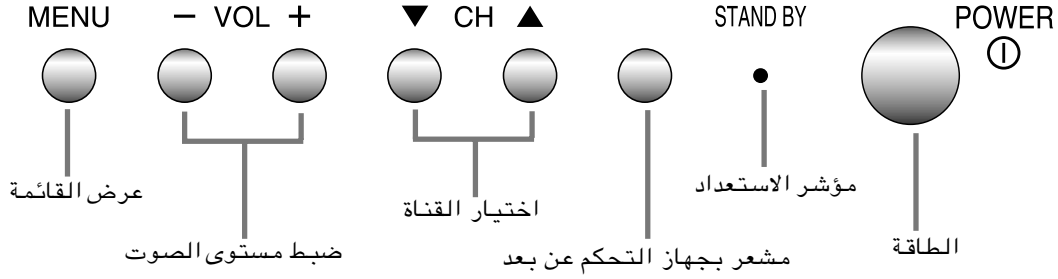 MENU − VOL + ▼ CH ▲ STAND BY POWER
عرض القائمة
ضبط مستوى الصوت
اختيار القناة
مشعر بجهاز التحكم عن بعد
مؤشر الاستعداد
الطاقة